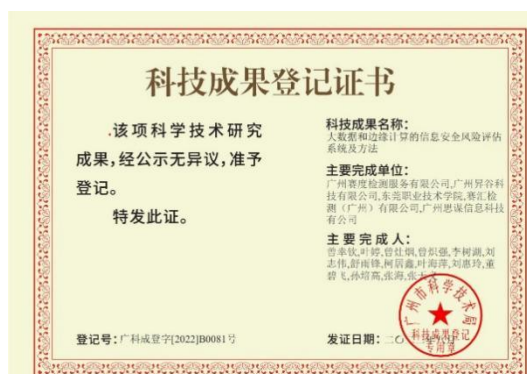 科技成果登记证书
.该项科学技术研究
成果,经公示无异议,准予
登记。
特发此证。
科技成果名称:
大数据和边缘计算的信息安全风险评估
系统及方法
主要完成单位:
广州赛度检测服务有限公司,广州昇谷科
技有限公司,东莞职业技术学院,赛汇检
测(广州)有限公司,广州思谋信息科技
有限公司
主要完成人:
曾幸钦,叶婷,曾灶烟,曾炽强,李树湖,刘
志伟,舒雨锋,柯居鑫,叶海萍,刘惠玲,董
碧飞,孙培高,张海,张
登记号:广科成登字[2022]B0081号
发证日期:二〇
广州市科学技术局
科技成果登记
专用章